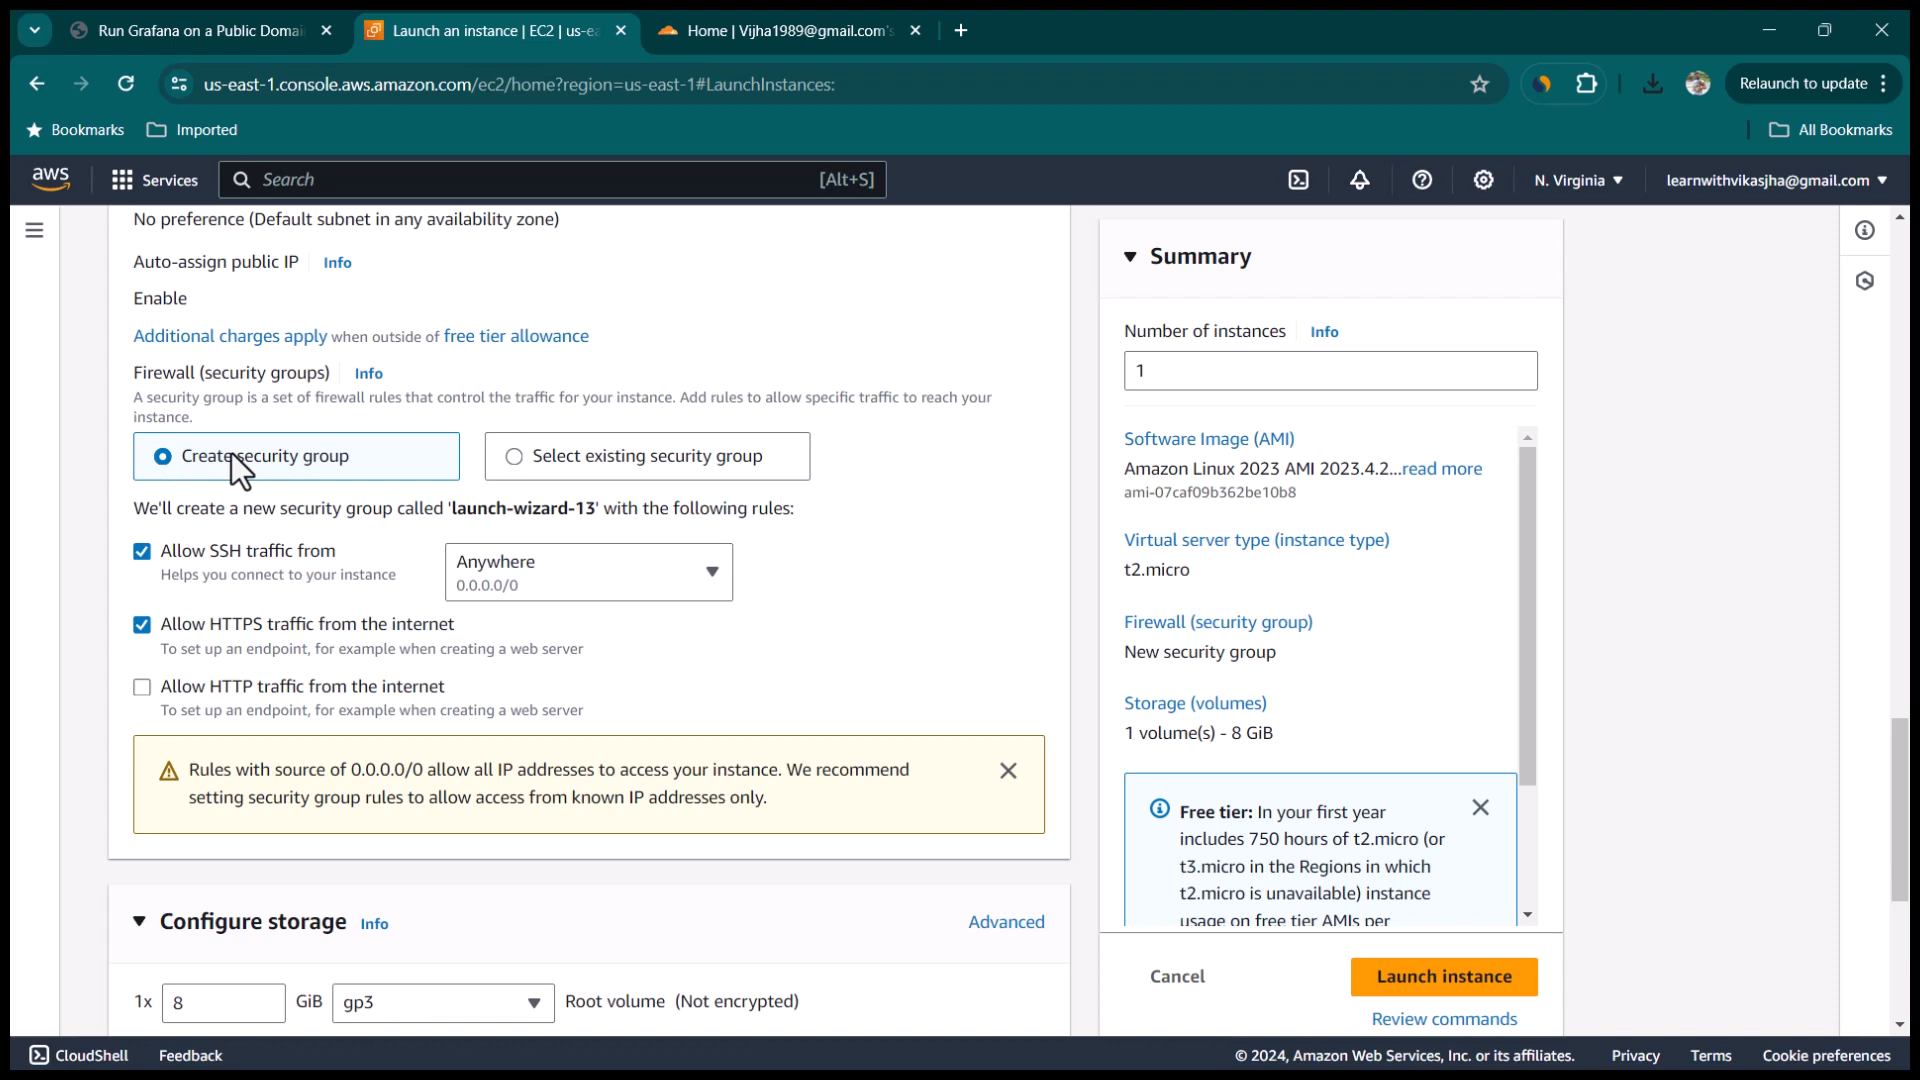 Run Grafana on a Public Domai
Launch an instance | EC2 | us-ea
Home | Vijha1989@gmail.com's
us-east-1.console.aws.amazon.com/ec2/home?region=us-east-1#LaunchInstances:
Relaunch to update
Bookmarks
Imported
All Bookmarks
aws
Services
Search
[Alt+S]
N. Virginia
learnwithvikasjha@gmail.com
No preference (Default subnet in any availability zone)
Auto-assign public IP
Info
Enable
Additional charges apply when outside of free tier allowance
Firewall (security groups)
Info
A security group is a set of firewall rules that control the traffic for your instance. Add rules to allow specific traffic to reach your
instance.
Create security group
Select existing security group
We'll create a new security group called 'launch-wizard-13' with the following rules:
Allow SSH traffic from
Helps you connect to your instance
Anywhere
0.0.0.0/0
Allow HTTPS traffic from the internet
To set up an endpoint, for example when creating a web server
Allow HTTP traffic from the internet
To set up an endpoint, for example when creating a web server
Rules with source of 0.0.0.0/0 allow all IP addresses to access your instance. We recommend
setting security group rules to allow access from known IP addresses only.
Configure storage
Info
Advanced
1x
8
GiB
gp3
Root volume (Not encrypted)
Summary
Number of instances
Info
1
Software Image (AMI)
Amazon Linux 2023 AMI 2023.4.2...read more
ami-07caf09b362be10b8
Virtual server type (instance type)
t2.micro
Firewall (security group)
New security group
Storage (volumes)
1 volume(s) - 8 GiB
Free tier: In your first year
includes 750 hours of t2.micro (or
t3.micro in the Regions in which
t2.micro is unavailable) instance
usage on free tier AMIs per
Cancel
Launch instance
Review commands
CloudShell
Feedback
© 2024, Amazon Web Services, Inc. or its affiliates.
Privacy
Terms
Cookie preferences